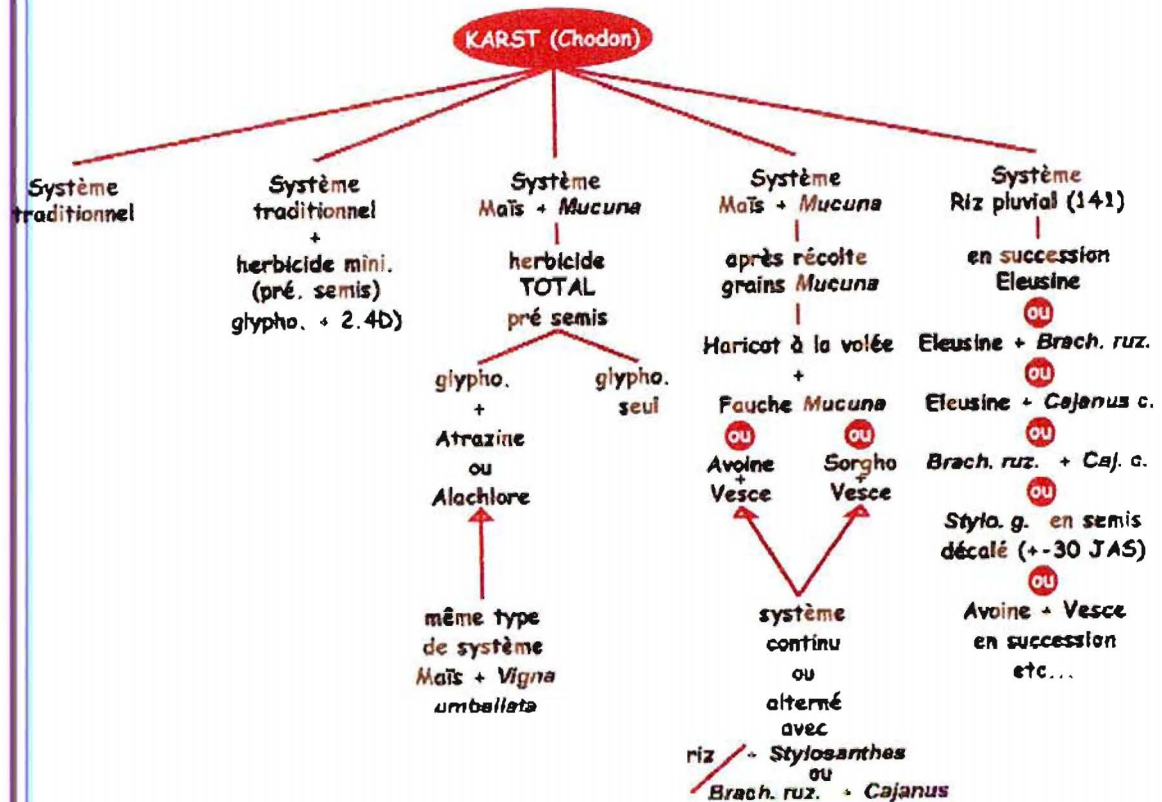 KARST (Chodon)
Système
traditionnel
Système
traditionnel
+
herbicide mini.
(pré. semis)
glypho. + 2.4D)
Système
Maïs + Mucuna
herbicide
TOTAL
pré semis
glypho.
+
Atrazine
ou
Alachlore
glypho.
seul
même type
de système
Maïs + Vigna
umbellata
Système
Maïs + Mucuna
après récolte
grains Mucuna
Haricot à la volée
+
Fauche Mucuna
ou
Avoine
+
Vesce
ou
Sorgho
+
Vesce
système
continu
ou
alterné
avec
riz + Stylosanthes
ou
Brach. ruz. + Cajanus
Système
Riz pluvial (141)
en succession
Eleusine
ou
Eleusine + Brach. ruz.
ou
Eleusine + Cajanus c.
ou
Brach. ruz. + Caj. c.
ou
Stylo. g. en semis
décalé (+-30 JAS)
ou
Avoine + Vesce
en succession
etc...